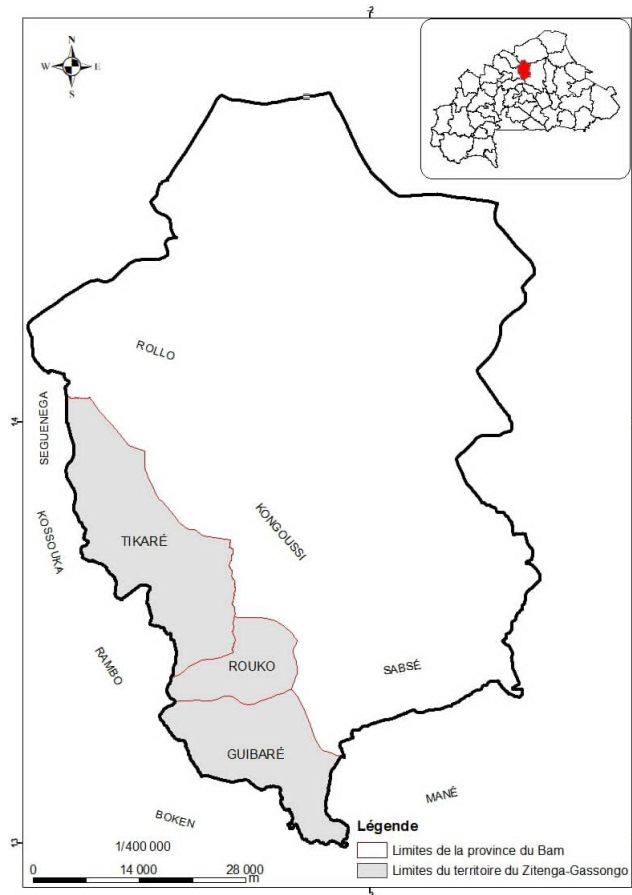 2
N
W E
S
ROLLO
SEGUENEGA
14
KOSSOUKA
TIKARÉ
KONGOUSSI
RAMBO
ROUKO
SABSÉ
GUIBARÉ
MANÉ
BOKEN
Légende
1/400 000
Limites de la province du Bam
13
0 14 000 28 000
m
Limites du territoire du Zitenga-Gassongo